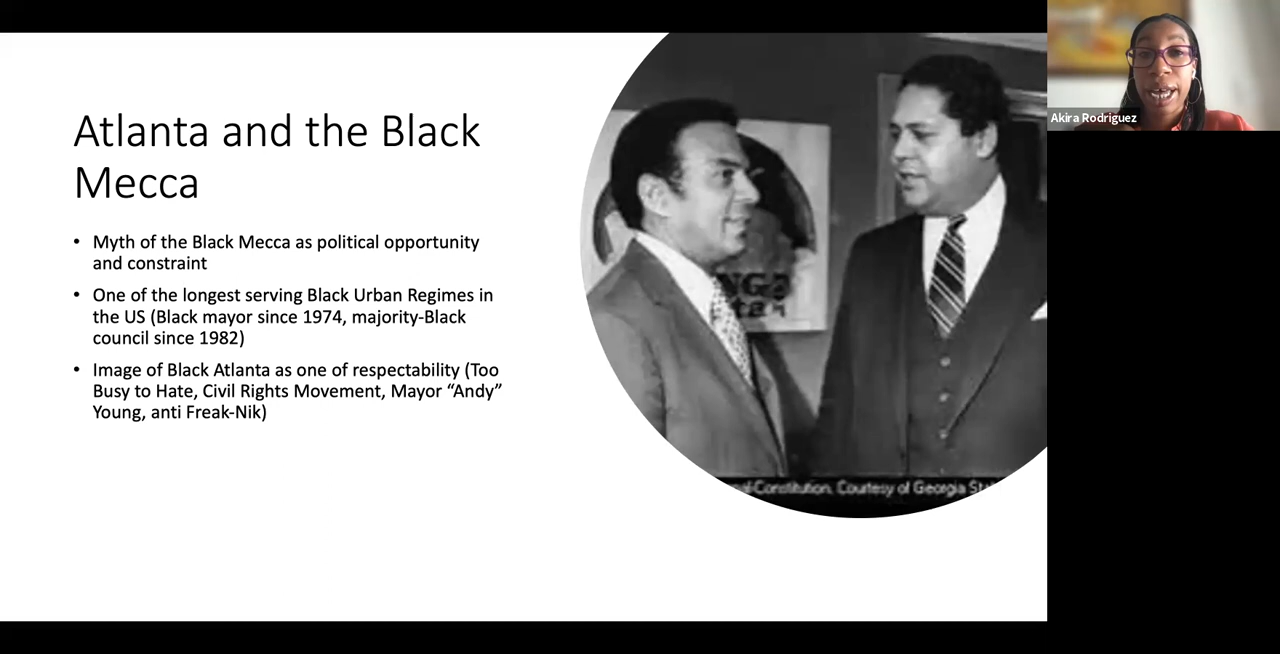 Atlanta and the Black
Mecca
• Myth of the Black Mecca as political opportunity
and constraint
• One of the longest serving Black Urban Regimes in
the US (Black mayor since 1974, majority-Black
council since 1982)
• Image of Black Atlanta as one of respectability (Too
Busy to Hate, Civil Rights Movement, Mayor “Andy”
Young, anti Freak-Nik)
Constitution, Courtesy of Georgia
Akira Rodriguez